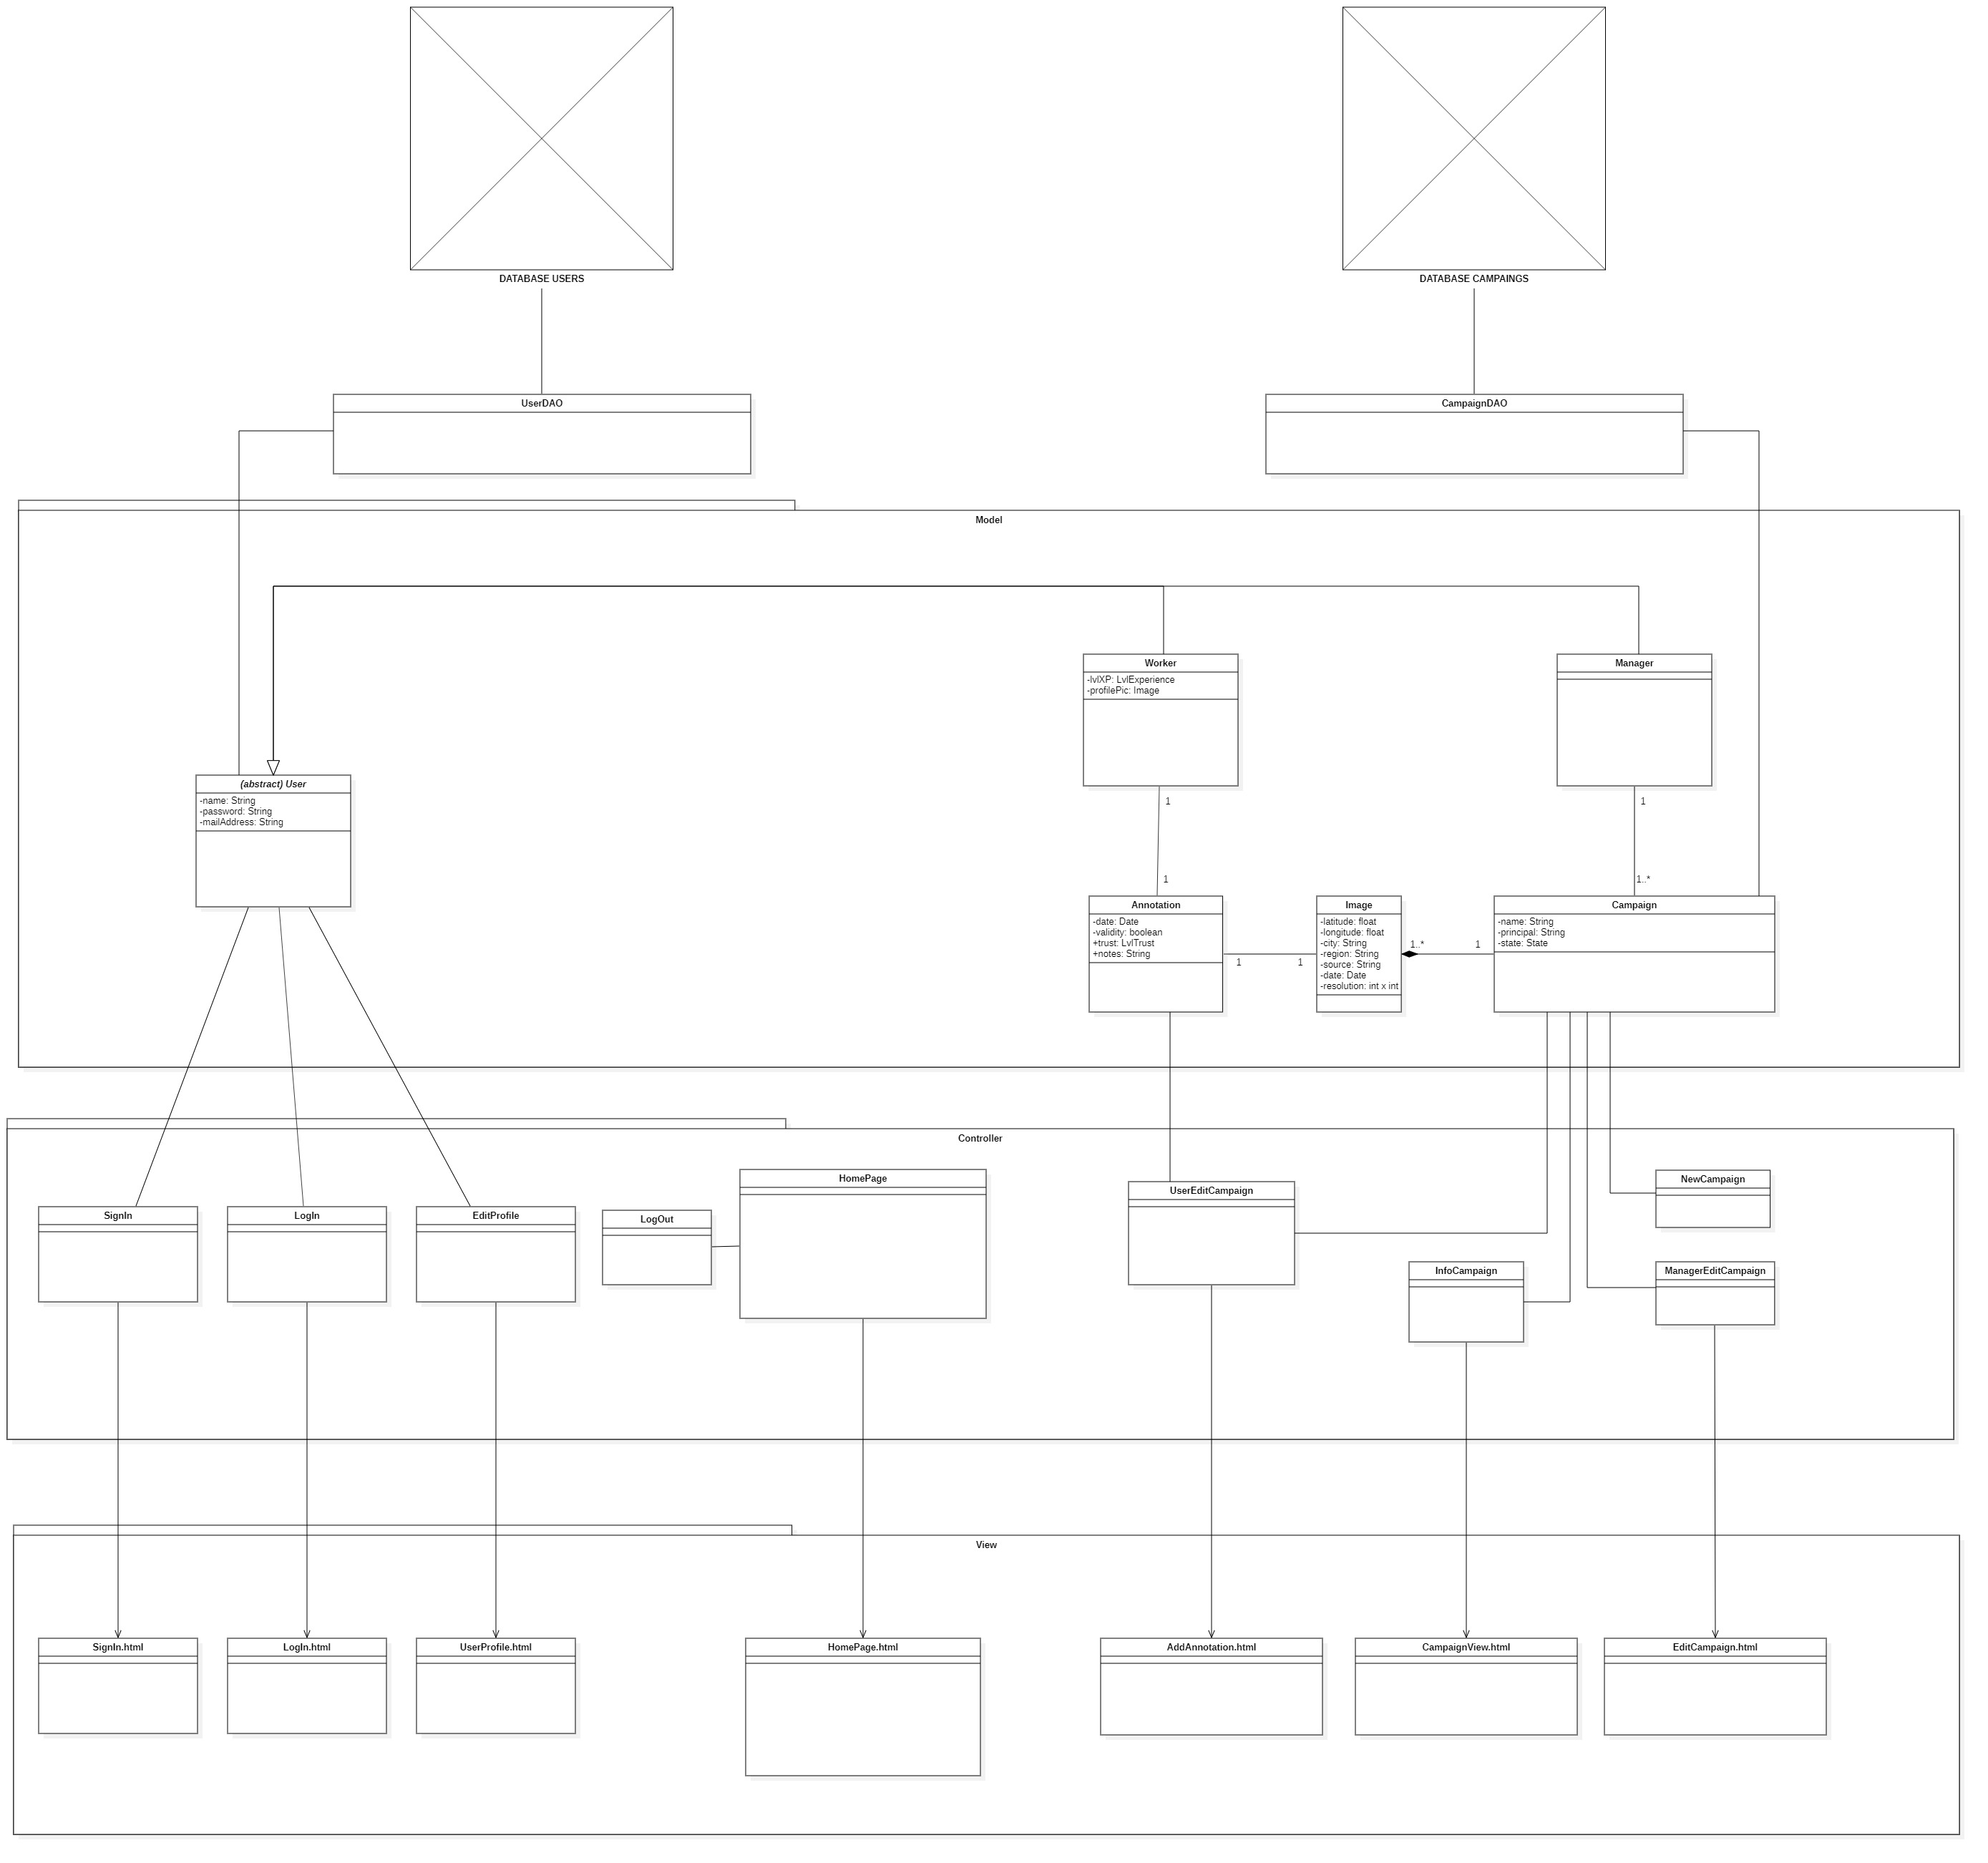 DATABASE USERS
DATABASE CAMPAINGS
UserDAO
CampaignDAO
Model
Worker
-lvlXP: LvlExperience
-profilePic: Image
Manager
(abstract) User
-name: String
-password: String
-mailAddress: String
1
1
1
1..*
Annotation
-date: Date
-validity: boolean
+trust: LvlTrust
+notes: String
1
1
Image
-latitude: float
-longitude: float
-city: String
-region: String
-source: String
-date: Date
-resolution: int x int
1..*
1
Campaign
-name: String
-principal: String
-state: State
Controller
SignIn
LogIn
EditProfile
LogOut
HomePage
UserEditCampaign
InfoCampaign
NewCampaign
ManagerEditCampaign
View
SignIn.html
LogIn.html
UserProfile.html
HomePage.html
AddAnnotation.html
CampaignView.html
EditCampaign.html